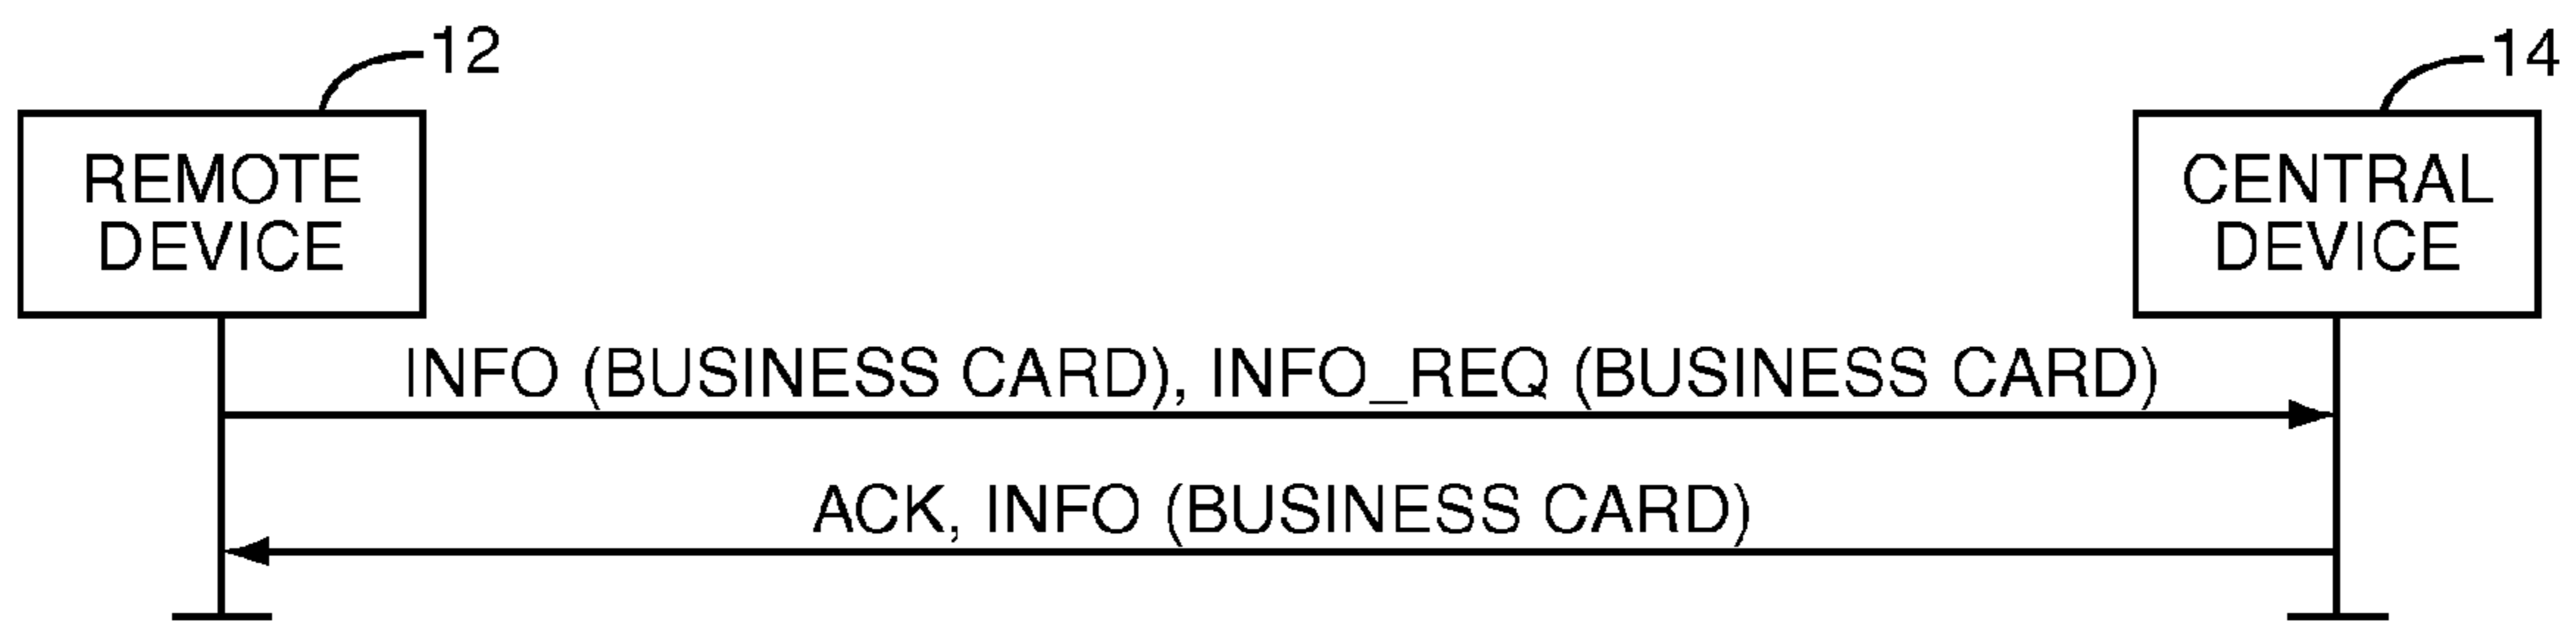 12
14
REMOTE
DEVICE
CENTRAL
DEVICE
INFO (BUSINESS CARD), INFO_REQ (BUSINESS CARD)
ACK, INFO (BUSINESS CARD)